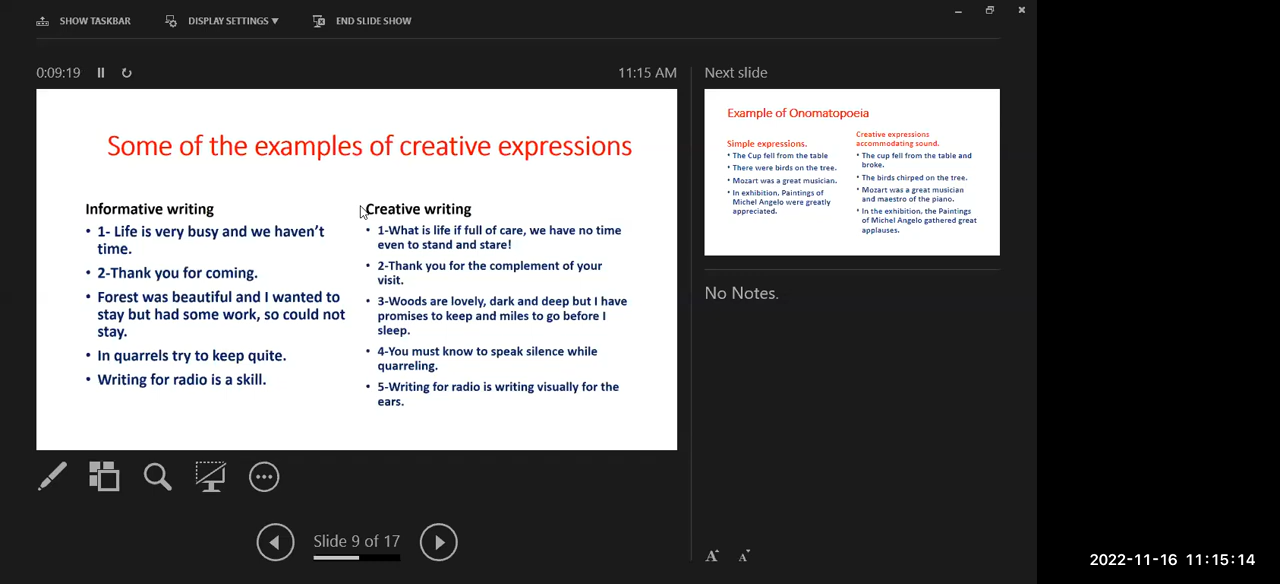 SHOW TASKBAR
DISPLAY SETTINGS ▼
END SLIDE SHOW
0:09:19
11:15 AM
Some of the examples of creative expressions
Informative writing
• 1- Life is very busy and we haven't
time.
• 2-Thank you for coming.
• Forest was beautiful and I wanted to
stay but had some work, so could not
stay.
• In quarrels try to keep quite.
• Writing for radio is a skill.
Creative writing
• 1-What is life if full of care, we have no time
even to stand and stare!
• 2-Thank you for the complement of your
visit.
• 3-Woods are lovely, dark and deep but I have
promises to keep and miles to go before I
sleep.
• 4-You must know to speak silence while
quarreling.
• 5-Writing for radio is writing visually for the
ears.
Slide 9 of 17
Next slide
Example of Onomatopoeia
Simple expressions.
• The Cup fell from the table
• There were birds on the tree.
• Mozart was a great musician.
• In exhibition. Paintings of
Michel Angelo were greatly
appreciated.
Creative expressions
accommodating sound.
• The cup fell from the table and
broke.
• The birds chirped on the tree.
• Mozart was a great musician
and maestro of the piano.
• In the exhibition, the Paintings
of Michel Angelo gathered great
applauses.
No Notes.
A A
2022-11-16 11:15:14